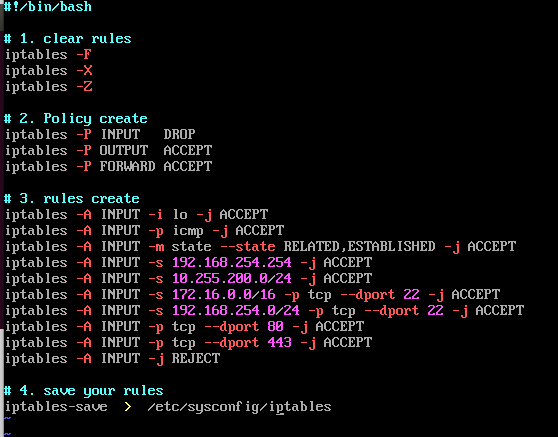 #!/bin/bash
# 1. clear rules
iptables -F
iptables -X
iptables -Z
# 2. Policy create
iptables -P INPUT   DROP
iptables -P OUTPUT  ACCEPT
iptables -P FORWARD ACCEPT
# 3. rules create
iptables -A INPUT -i lo -j ACCEPT
iptables -A INPUT -p icmp -j ACCEPT
iptables -A INPUT -m state --state RELATED,ESTABLISHED -j ACCEPT
iptables -A INPUT -s 192.168.254.254 -j ACCEPT
iptables -A INPUT -s 10.255.200.0/24 -j ACCEPT
iptables -A INPUT -s 172.16.0.0/16 -p tcp --dport 22 -j ACCEPT
iptables -A INPUT -s 192.168.254.0/24 -p tcp --dport 22 -j ACCEPT
iptables -A INPUT -p tcp --dport 80 -j ACCEPT
iptables -A INPUT -p tcp --dport 443 -j ACCEPT
iptables -A INPUT -j REJECT
# 4. save your rules
iptables-save  >  /etc/sysconfig/iptables
~
~